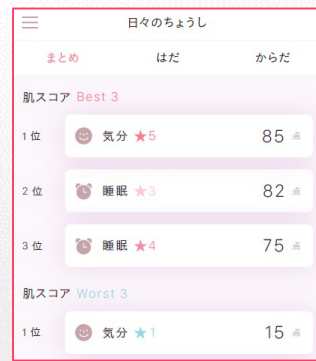 日々のちょうし
まとめ はだ からだ
肌スコア Best 3
1位 気分 ★5 85 点
2位 睡眠 ★3 82 点
3位 睡眠 ★4 75 点
肌スコア Worst 3
1位 気分 ★1 15 点